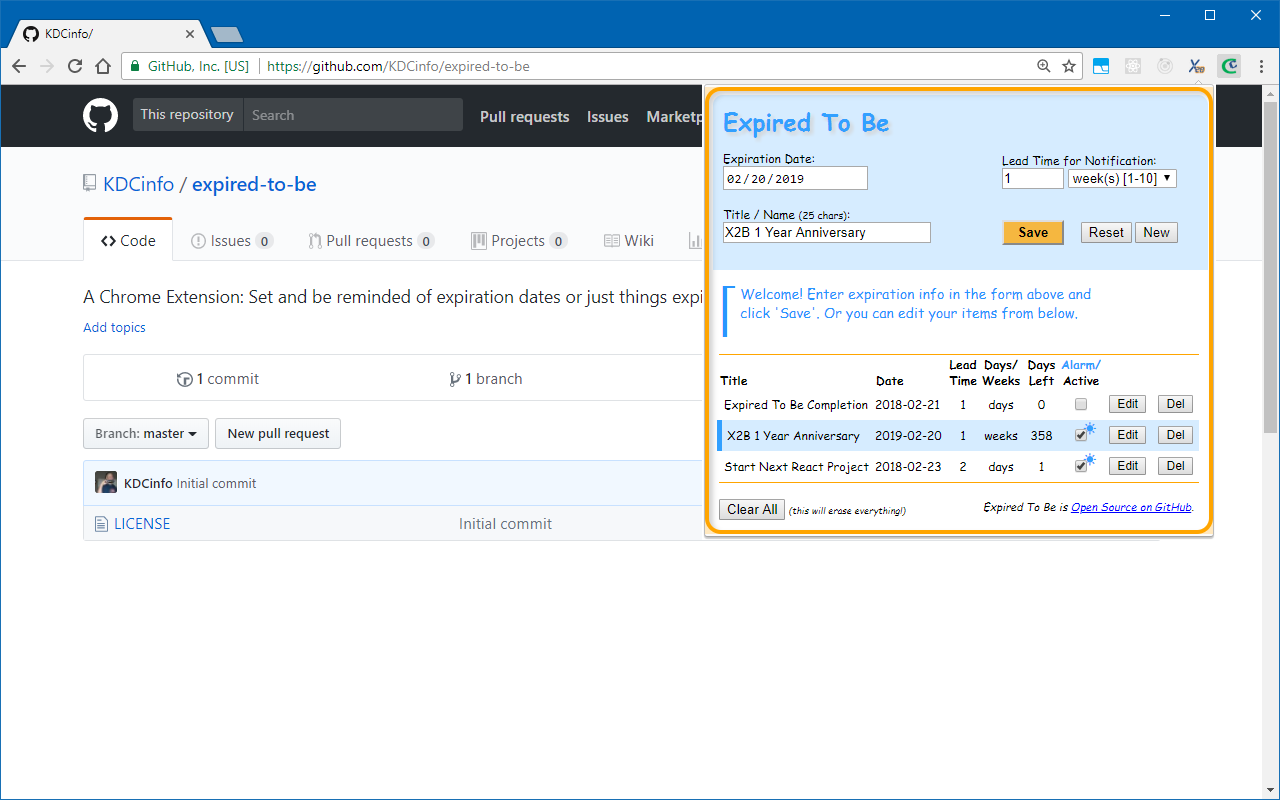 KDCinfo/
GitHub, Inc. [US] https://github.com/KDCinfo/expired-to-be
This repository Search Pull requests Issues Marketp
KDCinfo / expired-to-be
Code Issues 0 Pull requests 0 Projects 0 Wiki
A Chrome Extension: Set and be reminded of expiration dates or just things expi
Add topics
1 commit 1 branch
Branch: master New pull request
KDCinfo Initial commit
LICENSE Initial commit
Expired To Be
Expiration Date: Lead Time for Notification:
02/20/2019 1 week(s) [1-10]
Title / Name (25 chars):
X2B 1 Year Anniversary Save Reset New
Welcome! Enter expiration info in the form above and
click 'Save'. Or you can edit your items from below.
Lead Days/ Days Alarm/
Title Date Time Weeks Left Active
Expired To Be Completion 2018-02-21 1 days 0 Edit Del
X2B 1 Year Anniversary 2019-02-20 1 weeks 358 Edit Del
Start Next React Project 2018-02-23 2 days 1 Edit Del
Clear All (this will erase everything!) Expired To Be is Open Source on GitHub.